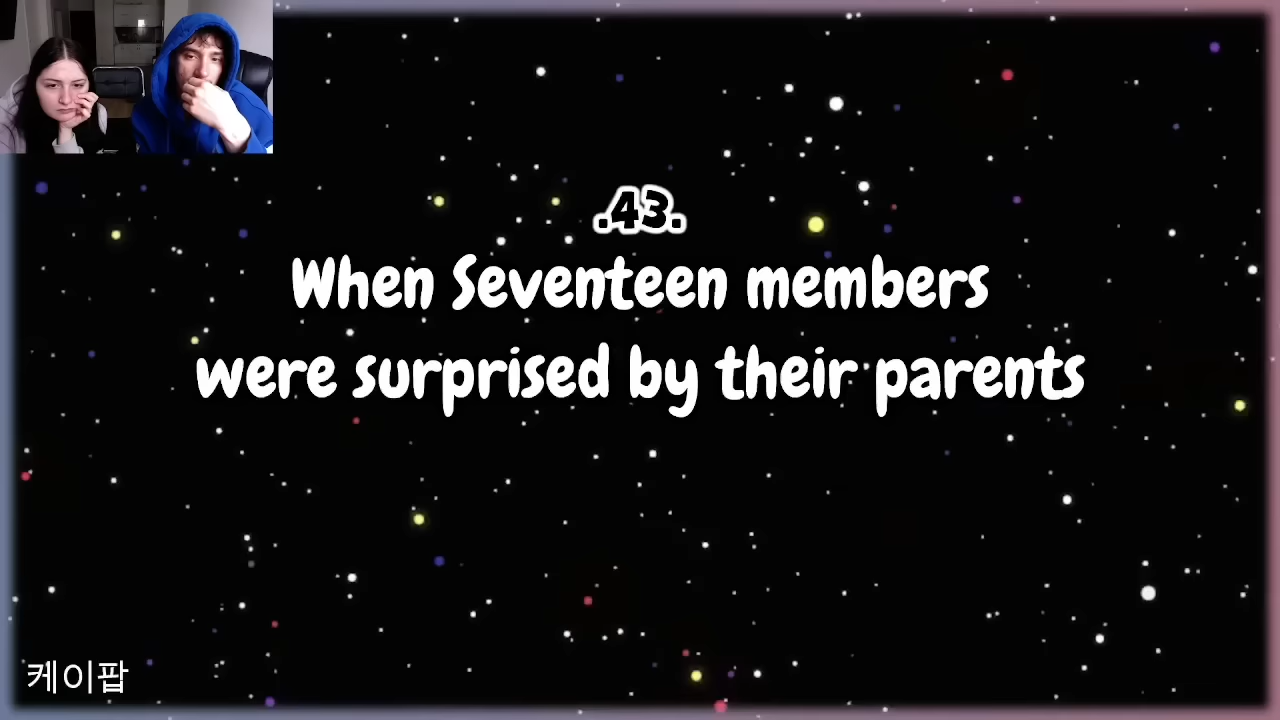 .43.
When Seventeen members
were surprised by their parents
케이팝